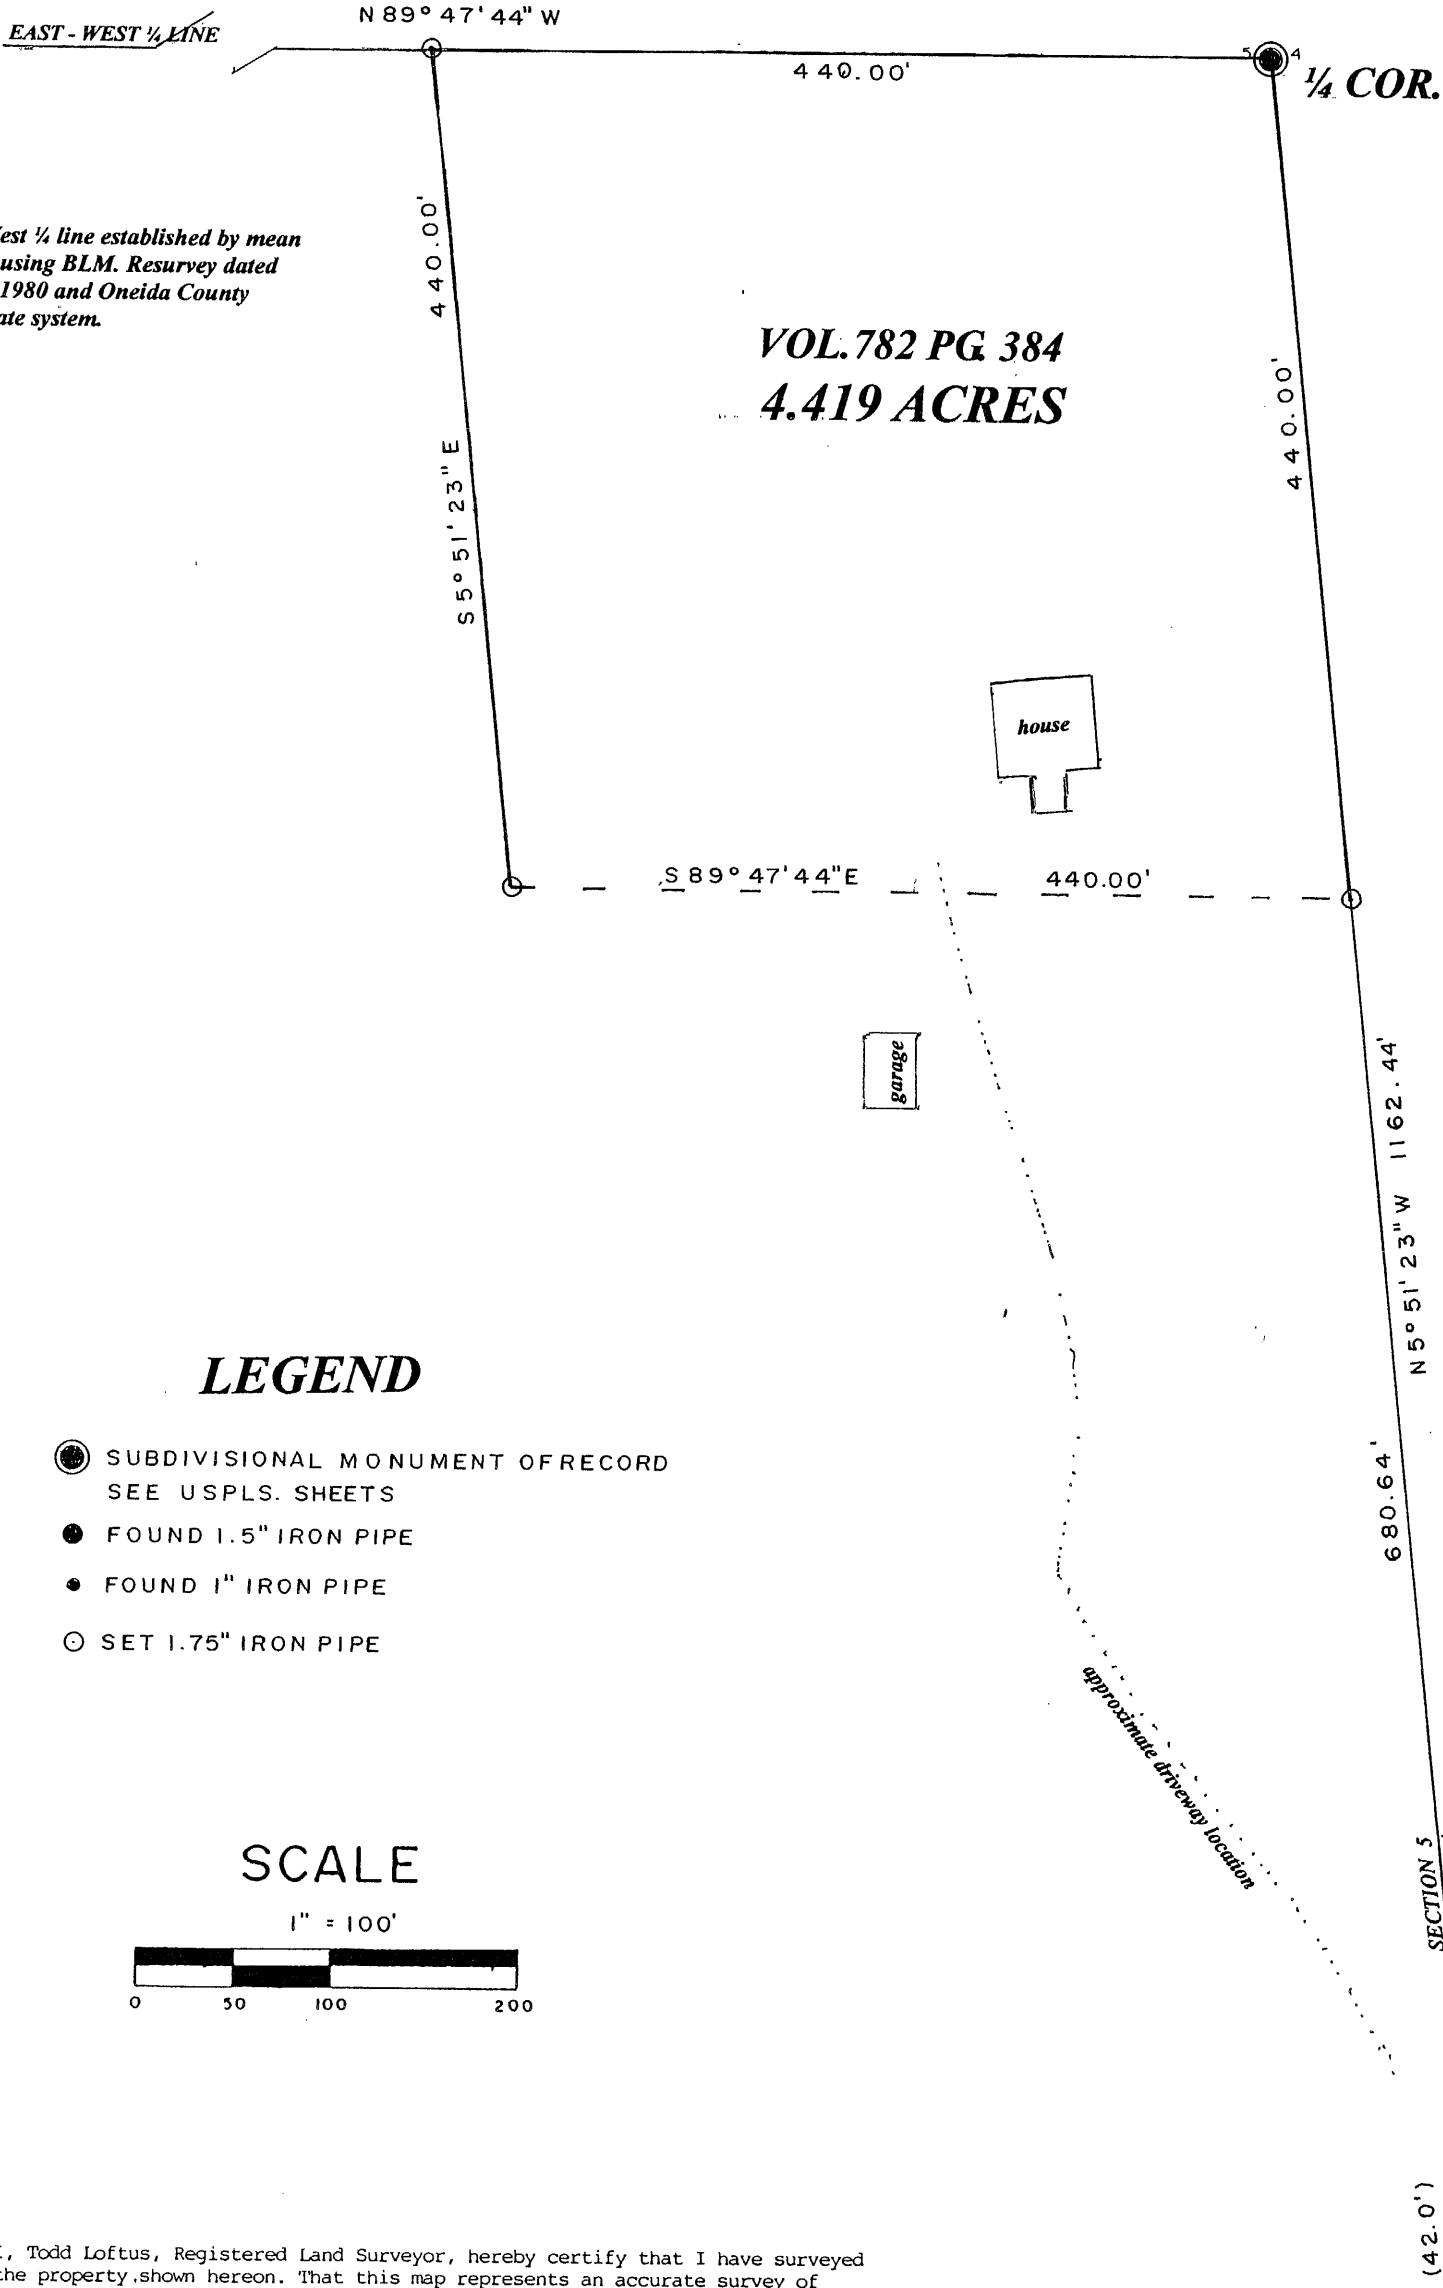 N 89° 47' 44" W
EAST - WEST ¼ LINE
440.00'
5 4
¼ COR.
440.00'
S 5° 51' 23" E
est ¼ line established by mean
using BLM. Resurvey dated
1980 and Oneida County
ate system.
VOL. 782 PG. 384
4.419 ACRES
440.00'
house
S 89° 47' 44" E 440.00'
garage
N 5° 51' 23" W 1162.44'
680.64'
LEGEND
SUBDIVISIONAL MONUMENT OF RECORD
SEE USPLS. SHEETS
FOUND 1.5" IRON PIPE
FOUND 1" IRON PIPE
SET 1.75" IRON PIPE
approximate driveway location
SECTION 5
SCALE
1" = 100'
0 50 100 200
(42.0')
I, Todd Loftus, Registered Land Surveyor, hereby certify that I have surveyed
the property shown hereon. That this map represents an accurate survey of